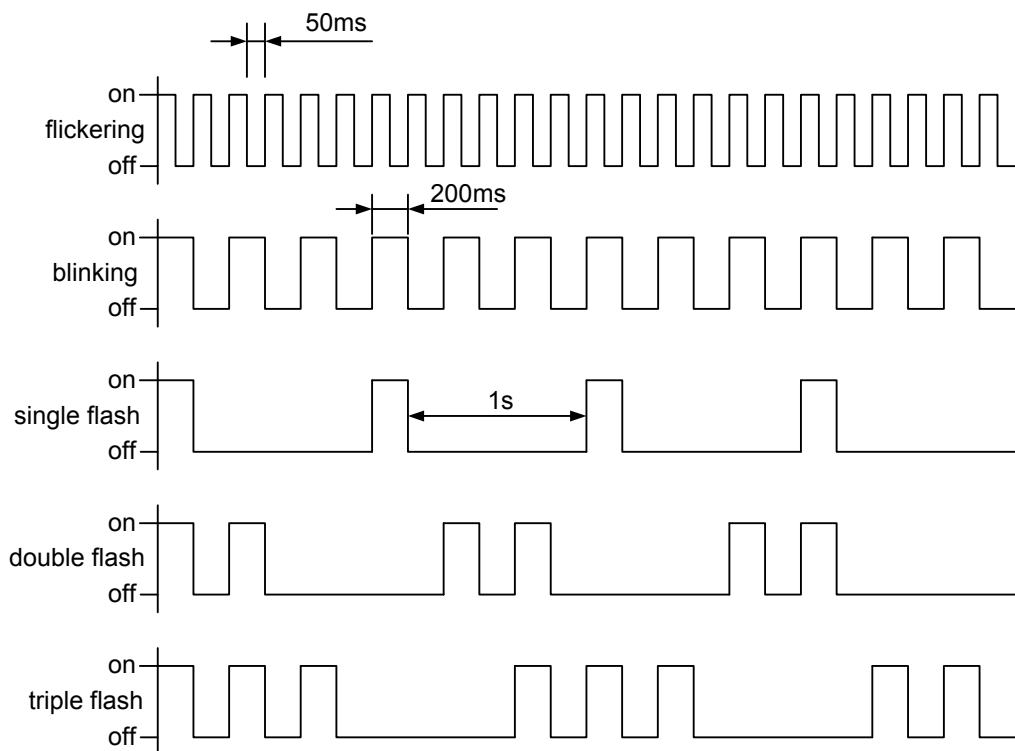 50ms
on
flickering
off
200ms
on
blinking
off
on
single flash
1s
off
on
double flash
off
on
triple flash
off